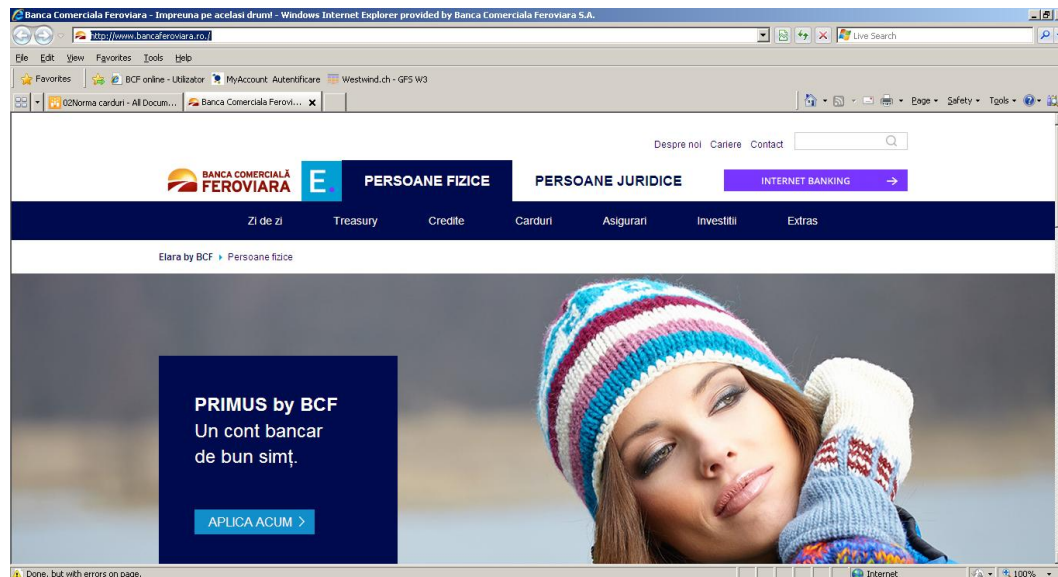 Banca Comerciala Feroviara - Impreuna pe acelasi drum! - Windows Internet Explorer provided by Banca Comerciala Feroviara S.A.
http://www.bancaferoviara.ro./
Live Search
File Edit View Favorites Tools Help
Favorites BCF online - Utilizator MyAccount Autentificare Westwind.ch - GFS W3
02Norma carduri - All Docum... Banca Comerciala Ferovi... Page Safety Tools
Despre noi Cariere Contact
BANCA COMERCIALĂ
FEROVIARA
E.
PERSOANE FIZICE PERSOANE JURIDICE INTERNET BANKING
Zi de zi Treasury Credite Carduri Asigurari Investitii Extras
Elara by BCF Persoane fizice
PRIMUS by BCF
Un cont bancar
de bun simț.
APLICA ACUM >
Done, but with errors on page. Internet 100%